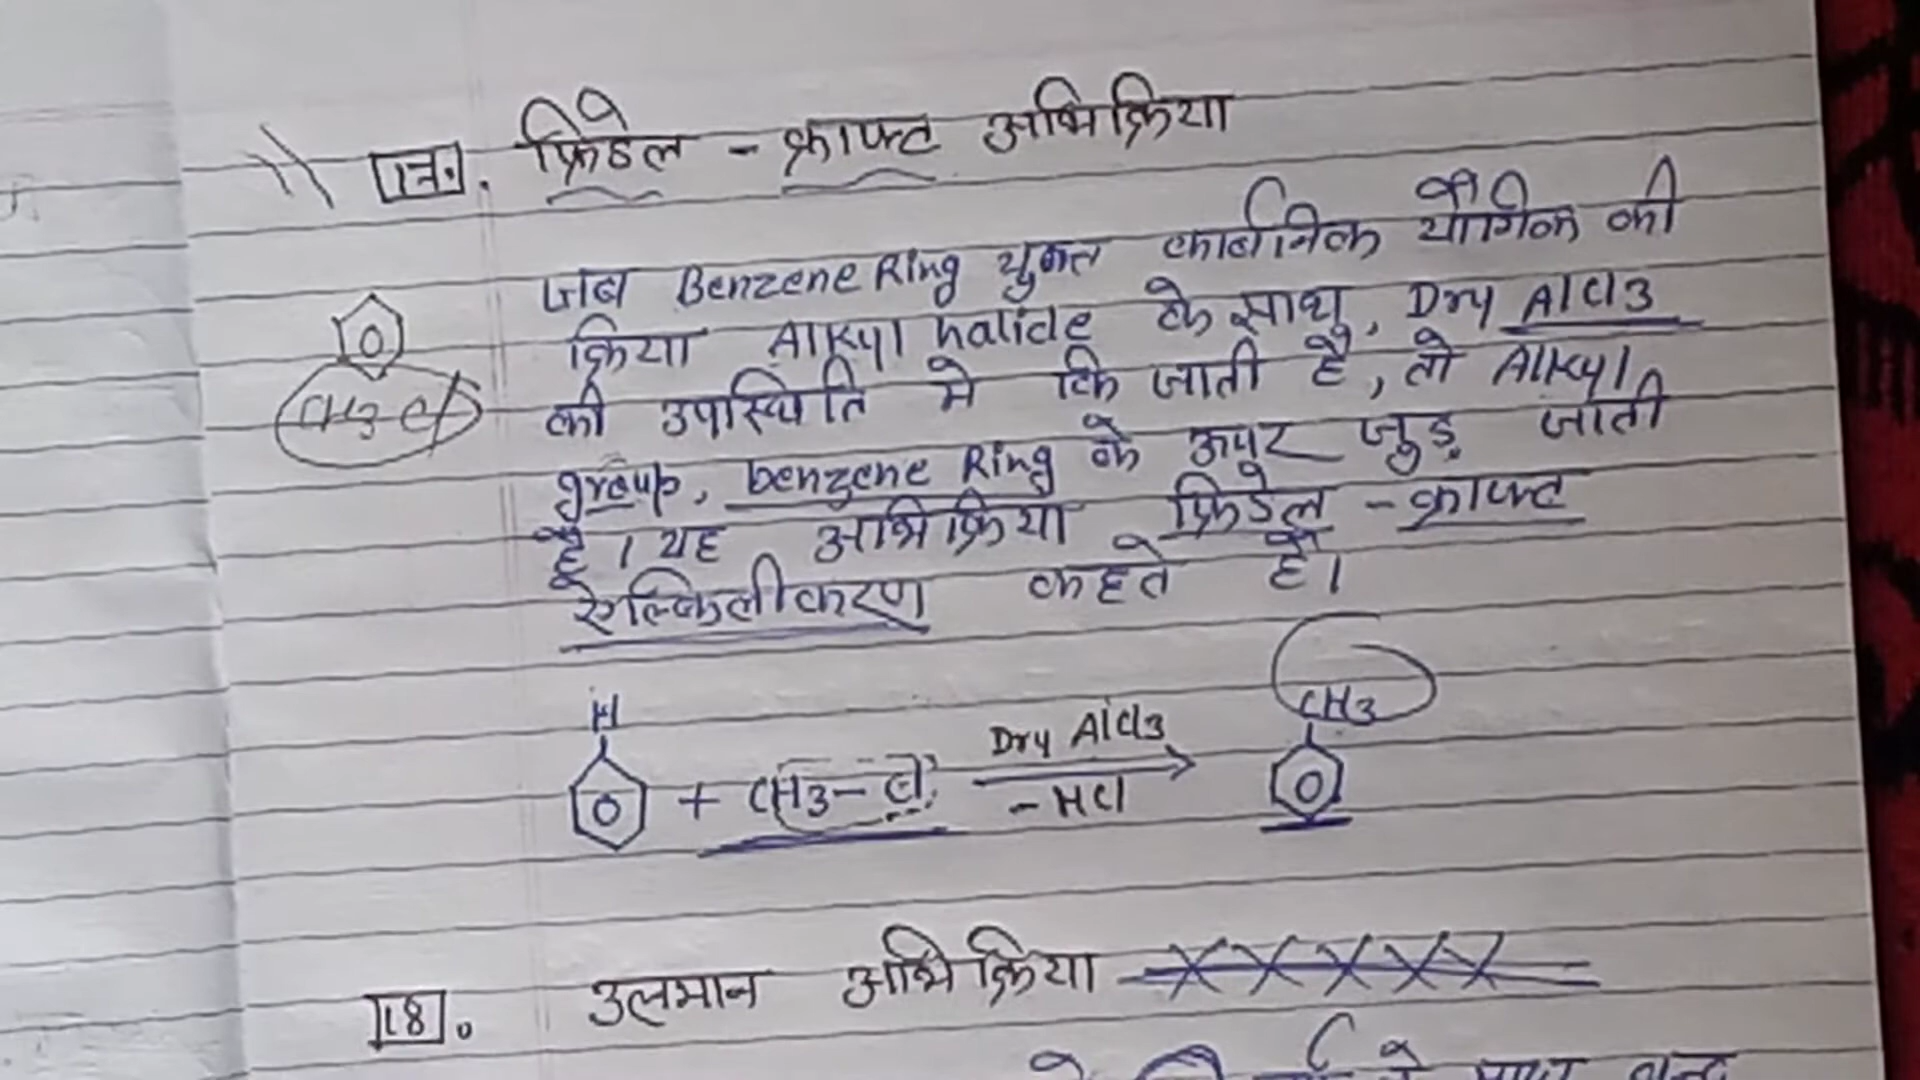 17. फ्रिडेल - क्राफ्ट अभिक्रिया
जब Benzene Ring युक्त कार्बनिक यौगिक की
क्रिया Alkyl halide के साथ, Dry AlCl3
की उपस्थिति मे कि जाती है, तो Alkyl
group, benzene Ring के ऊपर जुड़ जाती
है। यह अभिक्रिया फ्रिडेल - क्राफ्ट
ऐल्किलीकरण कहते है।
CH3 Cl
H
CH3
+ CH3-Cl Dry AlCl3
-HCl
18. उलमान अभिक्रिया